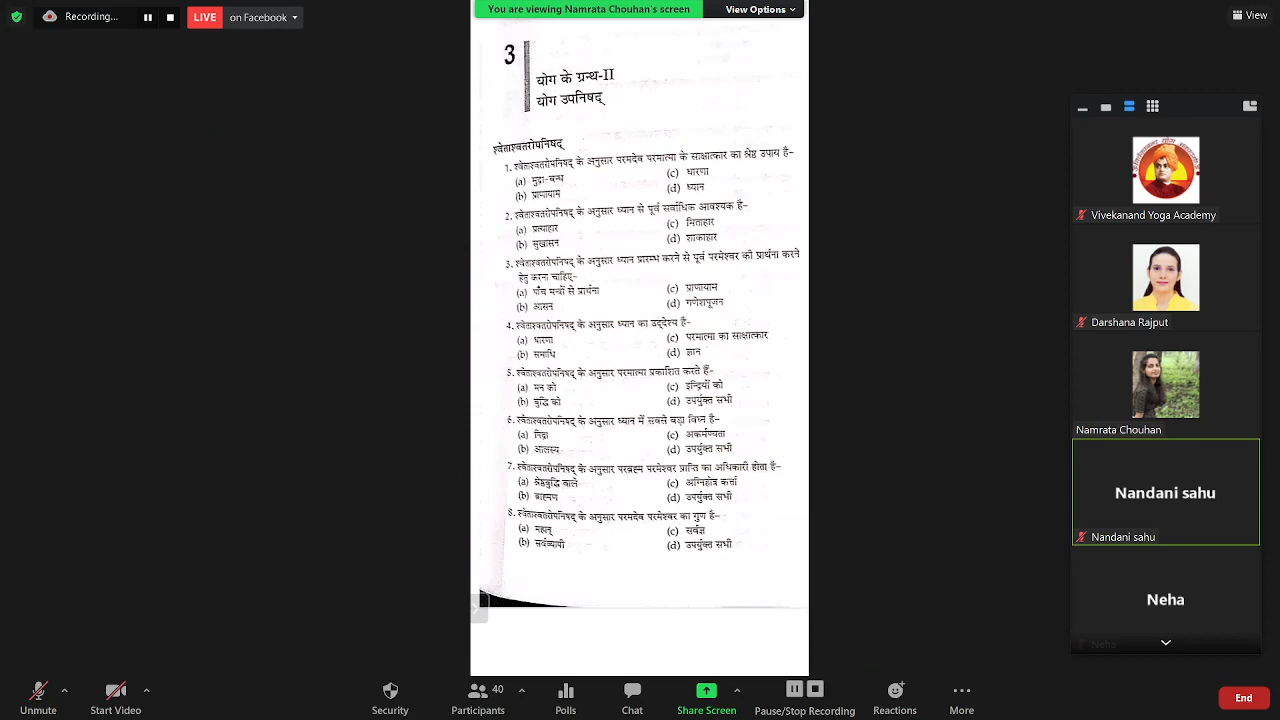 Recording...
LIVE
on Facebook
You are viewing Namrata Chouhan's screen
View Options
View
3
योग के ग्रन्थ-II
योग उपनिषद्
श्वेताश्वतरोपनिषद्
1. श्वेताश्वतरोपनिषद् के अनुसार परमदेव परमात्मा के साक्षात्कार का श्रेष्ठ उपाय है–
(a) मुद्रा-बन्ध (c) धारणा
(b) प्राणायाम (d) ध्यान
2. श्वेताश्वतरोपनिषद् के अनुसार ध्यान से पूर्व सर्वाधिक आवश्यक है–
(a) प्रत्याहार (c) मिताहार
(b) सुखासन (d) शाकाहार
3. श्वेताश्वतरोपनिषद् के अनुसार ध्यान प्रारम्भ करने से पूर्व परमेश्वर की प्रार्थना करने
हेतु करना चाहिए–
(a) पाँच मन्त्रों से प्रार्थना (c) प्राणायाम
(b) आसन (d) गणेशपूजन
4. श्वेताश्वतरोपनिषद् के अनुसार ध्यान का उद्देश्य है–
(a) धारणा (c) परमात्मा का साक्षात्कार
(b) समाधि (d) ज्ञान
5. श्वेताश्वतरोपनिषद् के अनुसार परमात्मा प्रकाशित करते हैं–
(a) मन को (c) इन्द्रियों को
(b) बुद्धि को (d) उपर्युक्त सभी
6. श्वेताश्वतरोपनिषद् के अनुसार ध्यान में सबसे बड़ा विघ्न है–
(a) निद्रा (c) अकर्मण्यता
(b) आलस्य (d) उपर्युक्त सभी
7. श्वेताश्वतरोपनिषद् के अनुसार परब्रह्म परमेश्वर प्राप्ति का अधिकारी होता है–
(a) श्रेष्ठबुद्धि वाले (c) अग्निहोत्र कर्त्ता
(b) ब्राह्मण (d) उपर्युक्त सभी
8. श्वेताश्वतरोपनिषद् के अनुसार परमदेव परमेश्वर का गुण है–
(a) महान् (c) सर्वज्ञ
(b) सर्वव्यापी (d) उपर्युक्त सभी
Vivekanand Yoga Academy
Darshana Rajput
Namrata Chouhan
Nandani sahu
Nandani sahu
Neha
Neha
Unmute
Start Video
Security
40
Participants
Polls
Chat
Share Screen
Pause/Stop Recording
Reactions
More
End